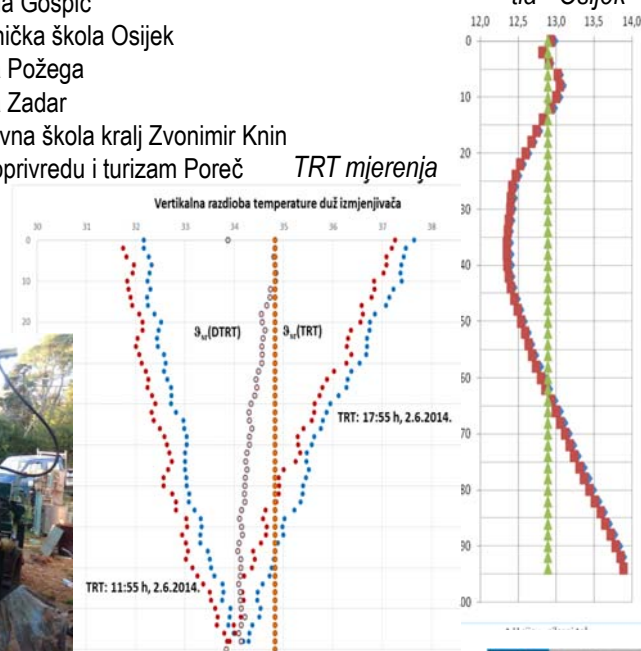 a Gospić
nička škola Osijek
Požega
Zadar
vna škola kralj Zvonimir Knin
oprivredu i turizam Poreč
TRT mjerenja
Vertikalna razdioba temperature duž izmjenjivača
30 31 32 33 34 35 36 37 38
0
10
20
ϑsr(DTRT)
ϑsr(TRT)
TRT: 17:55 h, 2.6.2014.
TRT: 11:55 h, 2.6.2014.
Osijek
12,0 12,5 13,0 13,5 14,0
0
10
20
30
40
50
60
70
80
90
00